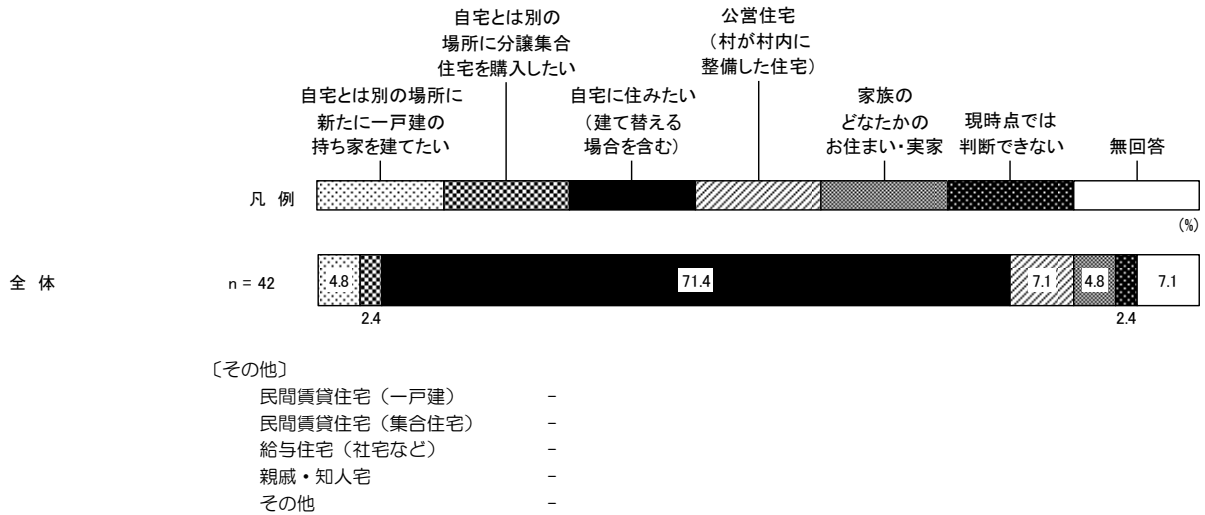 自宅とは別の場所に
新たに一戸建の
持ち家を建てたい
自宅とは別の
場所に分譲集合
住宅を購入したい
自宅に住みたい
（建て替える
場合を含む）
公営住宅
（村が村内に
整備した住宅）
家族の
どなたかの
お住まい・実家
現時点では
判断できない
無回答
凡 例
(%)
全 体 n = 42 4.8 2.4 71.4 7.1 4.8 2.4 7.1
〔その他〕
民間賃貸住宅（一戸建） -
民間賃貸住宅（集合住宅） -
給与住宅（社宅など） -
親戚・知人宅 -
その他 -